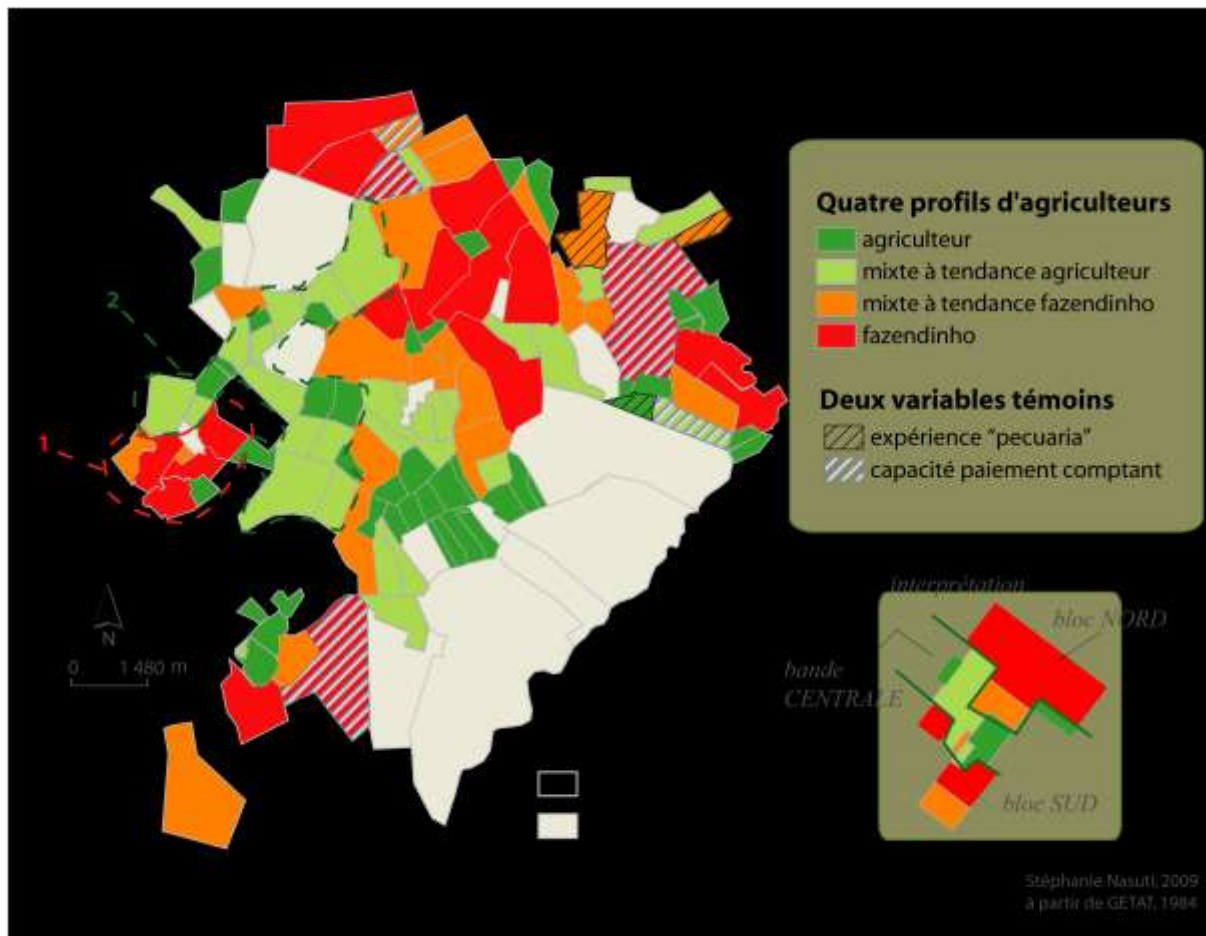 Quatre profils d'agriculteurs
agriculteur
mixte à tendance agriculteur
mixte à tendance fazendinho
fazendinho
Deux variables témoins
expérience "pecuaria"
capacité paiement comptant
2
1
N
0 1 480 m
interprétation
bloc NORD
bande
CENTRALE
bloc SUD
Stéphanie Nasuti, 2009
à partir de GETAT, 1984